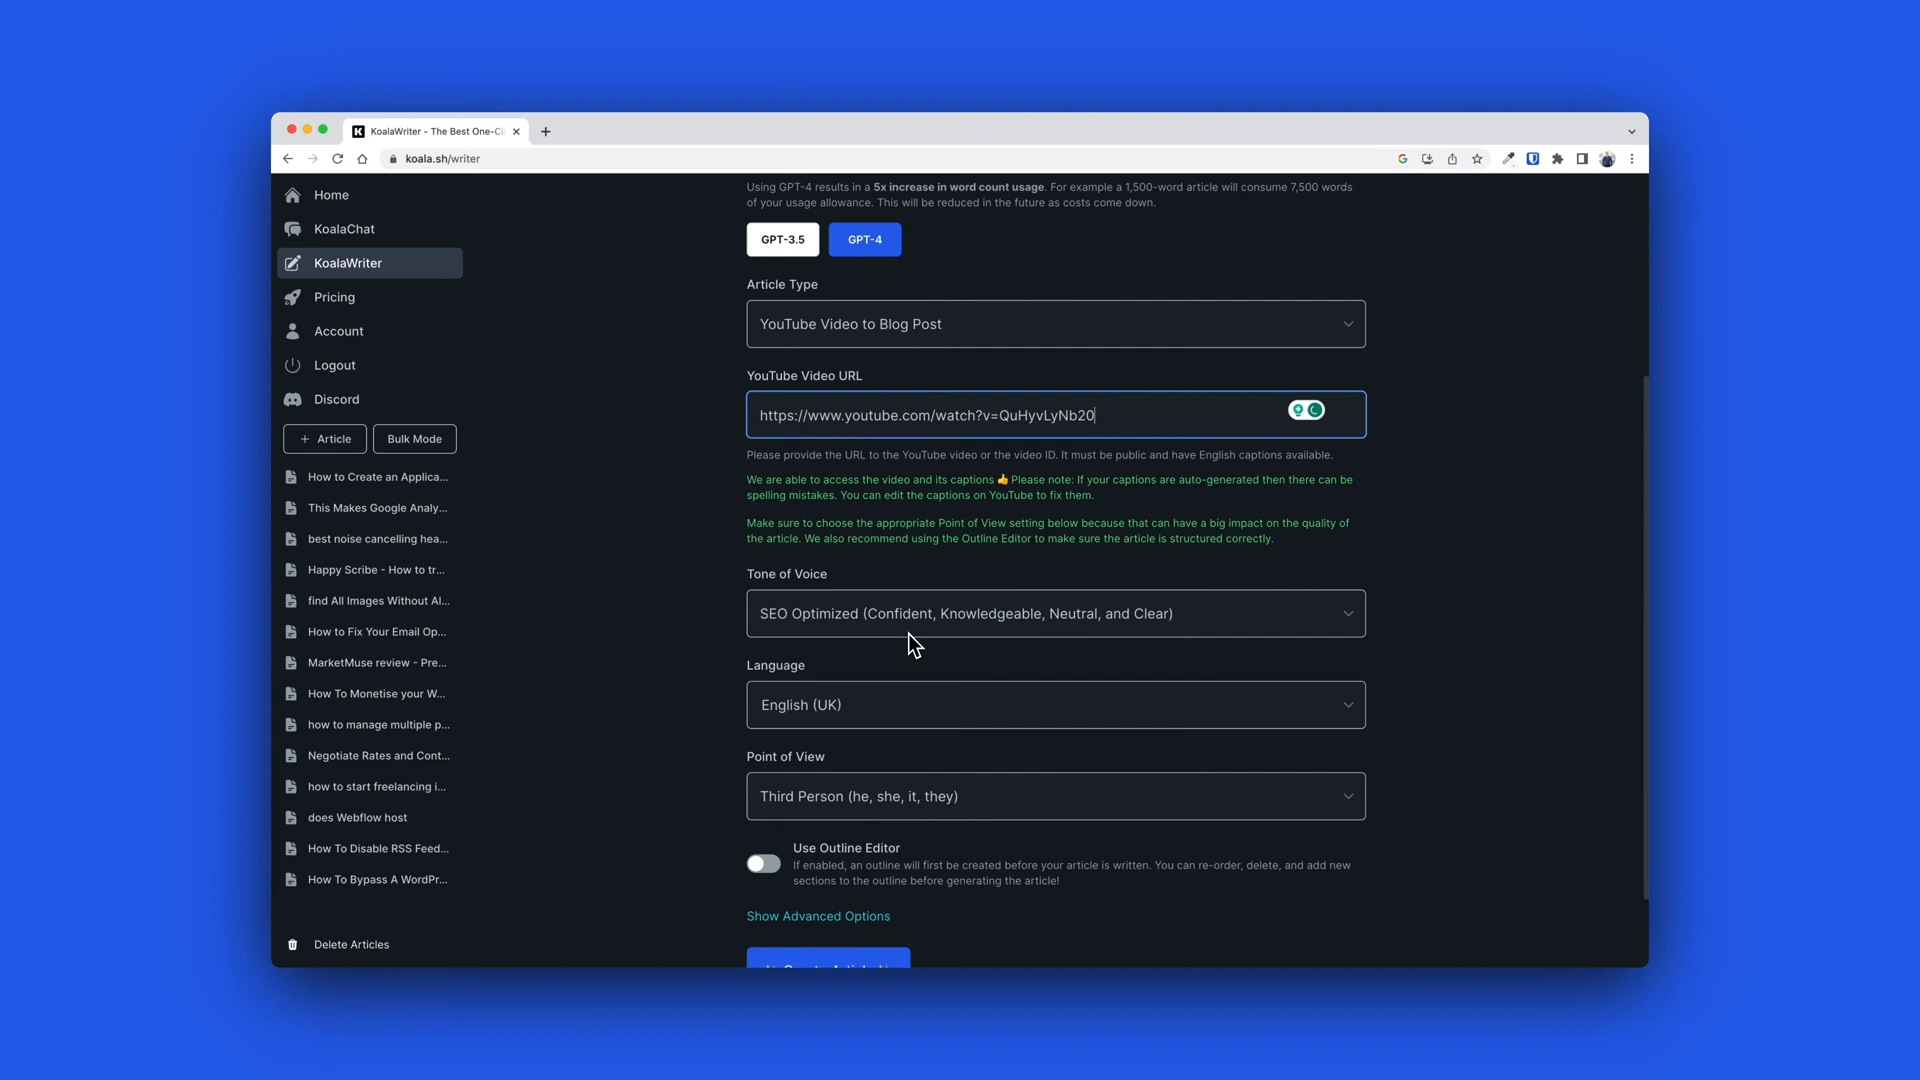 KoalaWriter - The Best One-Cl
koala.sh/writer
Home
KoalaChat
KoalaWriter
Pricing
Account
Logout
Discord
+ Article
Bulk Mode
How to Create an Applica...
This Makes Google Analy...
best noise cancelling hea...
Happy Scribe - How to tr...
find All Images Without Al...
How to Fix Your Email Op...
MarketMuse review - Pre...
How To Monetise your W...
how to manage multiple p...
Negotiate Rates and Cont...
how to start freelancing i...
does Webflow host
How To Disable RSS Feed...
How To Bypass A WordPr...
Delete Articles
Using GPT-4 results in a 5x increase in word count usage. For example a 1,500-word article will consume 7,500 words
of your usage allowance. This will be reduced in the future as costs come down.
GPT-3.5
GPT-4
Article Type
YouTube Video to Blog Post
YouTube Video URL
https://www.youtube.com/watch?v=QuHyvLyNb20
Please provide the URL to the YouTube video or the video ID. It must be public and have English captions available.
We are able to access the video and its captions 👍 Please note: If your captions are auto-generated then there can be
spelling mistakes. You can edit the captions on YouTube to fix them.
Make sure to choose the appropriate Point of View setting below because that can have a big impact on the quality of
the article. We also recommend using the Outline Editor to make sure the article is structured correctly.
Tone of Voice
SEO Optimized (Confident, Knowledgeable, Neutral, and Clear)
Language
English (UK)
Point of View
Third Person (he, she, it, they)
Use Outline Editor
If enabled, an outline will first be created before your article is written. You can re-order, delete, and add new
sections to the outline before generating the article!
Show Advanced Options